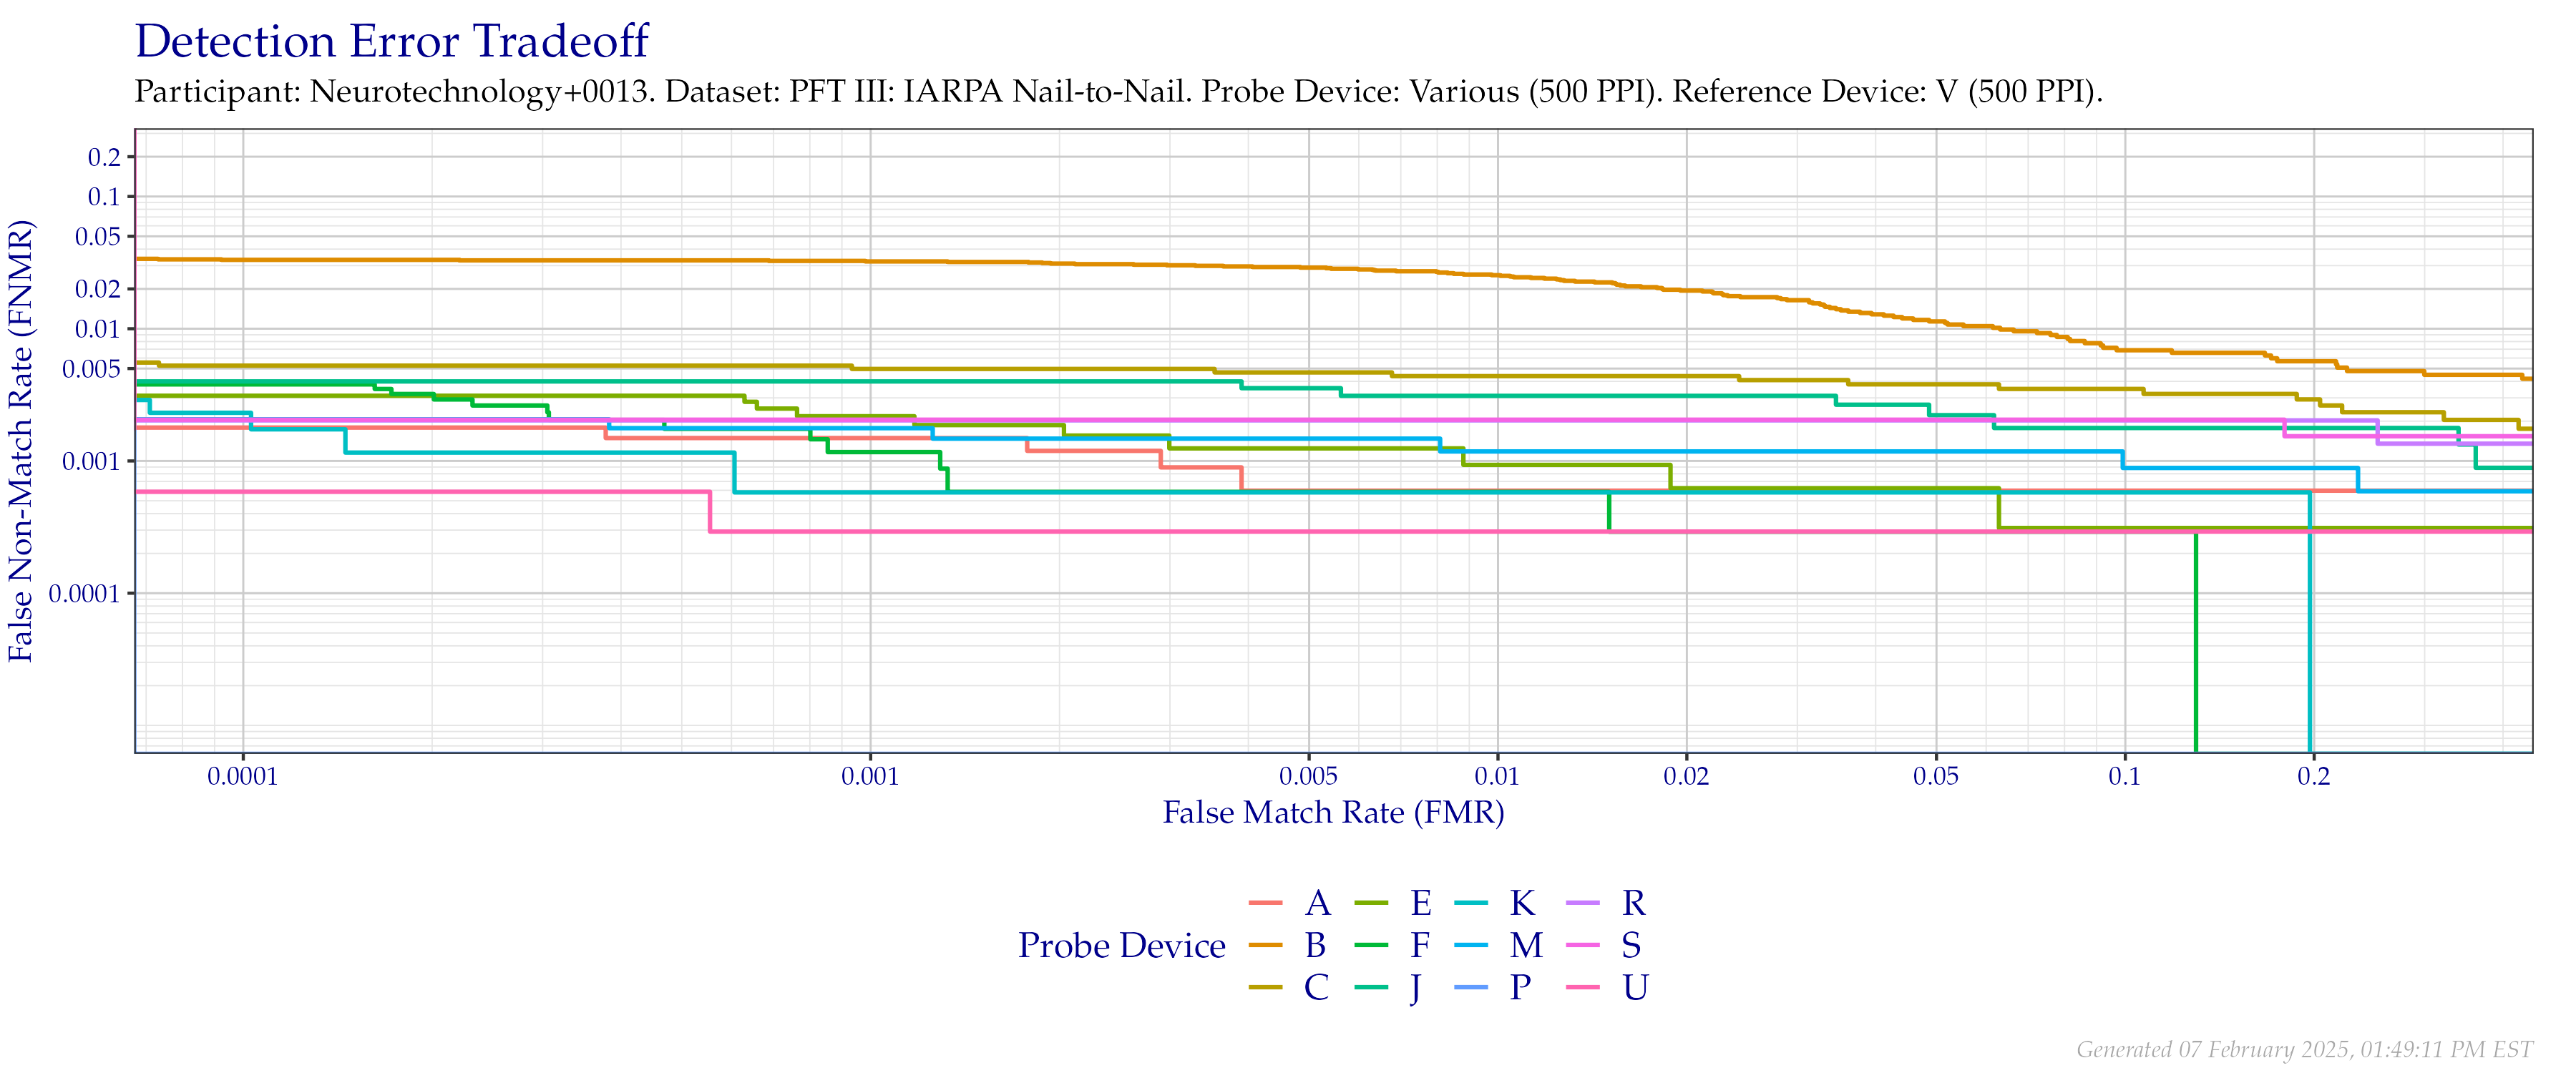 Detection Error Tradeoff
Participant: Neurotechnology+0013. Dataset: PFT III: IARPA Nail-to-Nail. Probe Device: Various (500 PPI). Reference Device: V (500 PPI).
False Non-Match Rate (FNMR)
0.2
0.1
0.05
0.02
0.01
0.005
0.001
0.0001
0.0001 0.001 0.005 0.01 0.02 0.05 0.1 0.2
False Match Rate (FMR)
A E K R
Probe Device B F M S
C J P U
Generated 07 February 2025, 01:49:11 PM EST